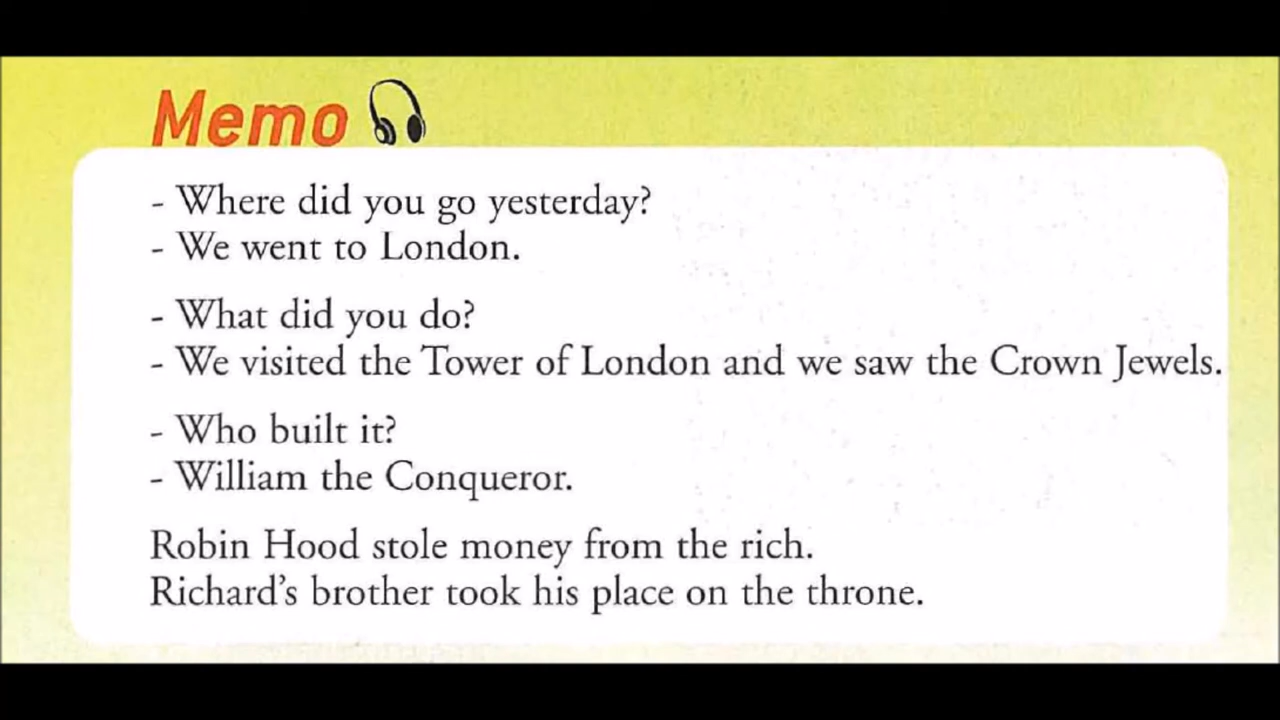 Memo
- Where did you go yesterday?
- We went to London.
- What did you do?
- We visited the Tower of London and we saw the Crown Jewels.
- Who built it?
- William the Conqueror.
Robin Hood stole money from the rich.
Richard's brother took his place on the throne.